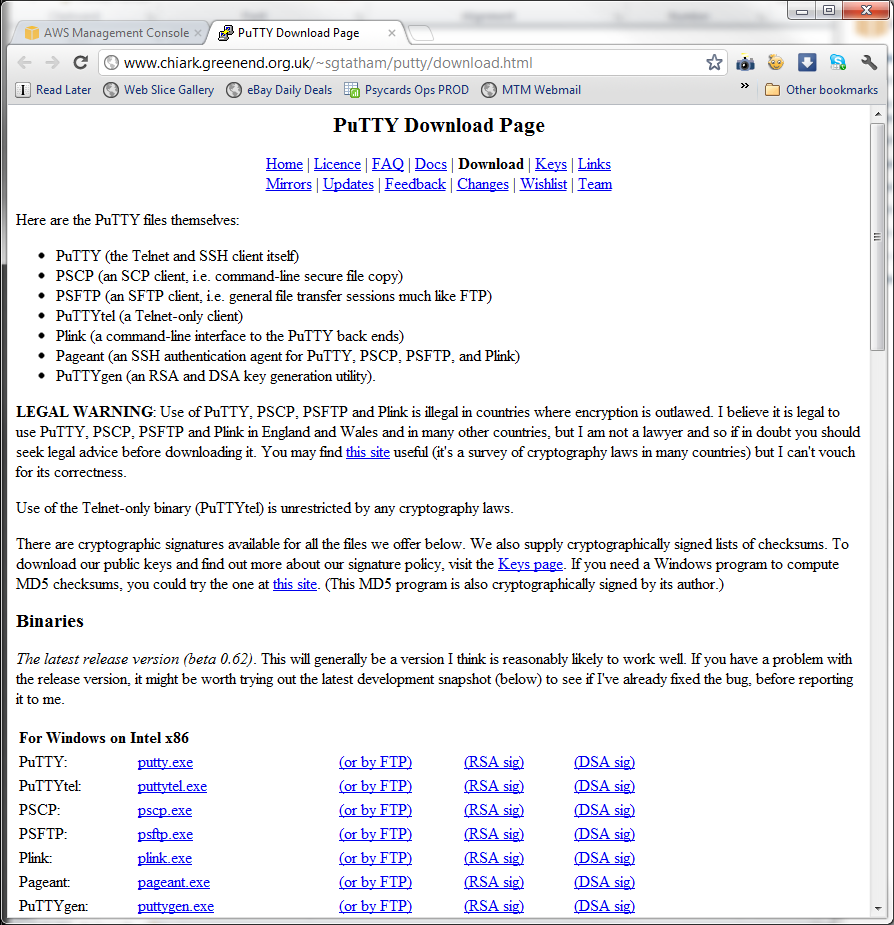 AWS Management Console
PuTTY Download Page
www.chiark.greenend.org.uk/~sgtatham/putty/download.html
Read Later Web Slice Gallery eBay Daily Deals Psycards Ops PROD MTM Webmail » Other bookmarks
PuTTY Download Page
Home | Licence | FAQ | Docs | Download | Keys | Links
Mirrors | Updates | Feedback | Changes | Wishlist | Team
Here are the PuTTY files themselves:
PuTTY (the Telnet and SSH client itself)
PSCP (an SCP client, i.e. command-line secure file copy)
PSFTP (an SFTP client, i.e. general file transfer sessions much like FTP)
PuTTYtel (a Telnet-only client)
Plink (a command-line interface to the PuTTY back ends)
Pageant (an SSH authentication agent for PuTTY, PSCP, PSFTP, and Plink)
PuTTYgen (an RSA and DSA key generation utility).
LEGAL WARNING: Use of PuTTY, PSCP, PSFTP and Plink is illegal in countries where encryption is outlawed. I believe it is legal to
use PuTTY, PSCP, PSFTP and Plink in England and Wales and in many other countries, but I am not a lawyer and so if in doubt you should
seek legal advice before downloading it. You may find this site useful (it's a survey of cryptography laws in many countries) but I can't vouch
for its correctness.
Use of the Telnet-only binary (PuTTYtel) is unrestricted by any cryptography laws.
There are cryptographic signatures available for all the files we offer below. We also supply cryptographically signed lists of checksums. To
download our public keys and find out more about our signature policy, visit the Keys page. If you need a Windows program to compute
MD5 checksums, you could try the one at this site. (This MD5 program is also cryptographically signed by its author.)
Binaries
The latest release version (beta 0.62). This will generally be a version I think is reasonably likely to work well. If you have a problem with
the release version, it might be worth trying out the latest development snapshot (below) to see if I've already fixed the bug, before reporting
it to me.
For Windows on Intel x86
PuTTY: putty.exe (or by FTP) (RSA sig) (DSA sig)
PuTTYtel: puttytel.exe (or by FTP) (RSA sig) (DSA sig)
PSCP: pscp.exe (or by FTP) (RSA sig) (DSA sig)
PSFTP: psftp.exe (or by FTP) (RSA sig) (DSA sig)
Plink: plink.exe (or by FTP) (RSA sig) (DSA sig)
Pageant: pageant.exe (or by FTP) (RSA sig) (DSA sig)
PuTTYgen: puttygen.exe (or by FTP) (RSA sig) (DSA sig)